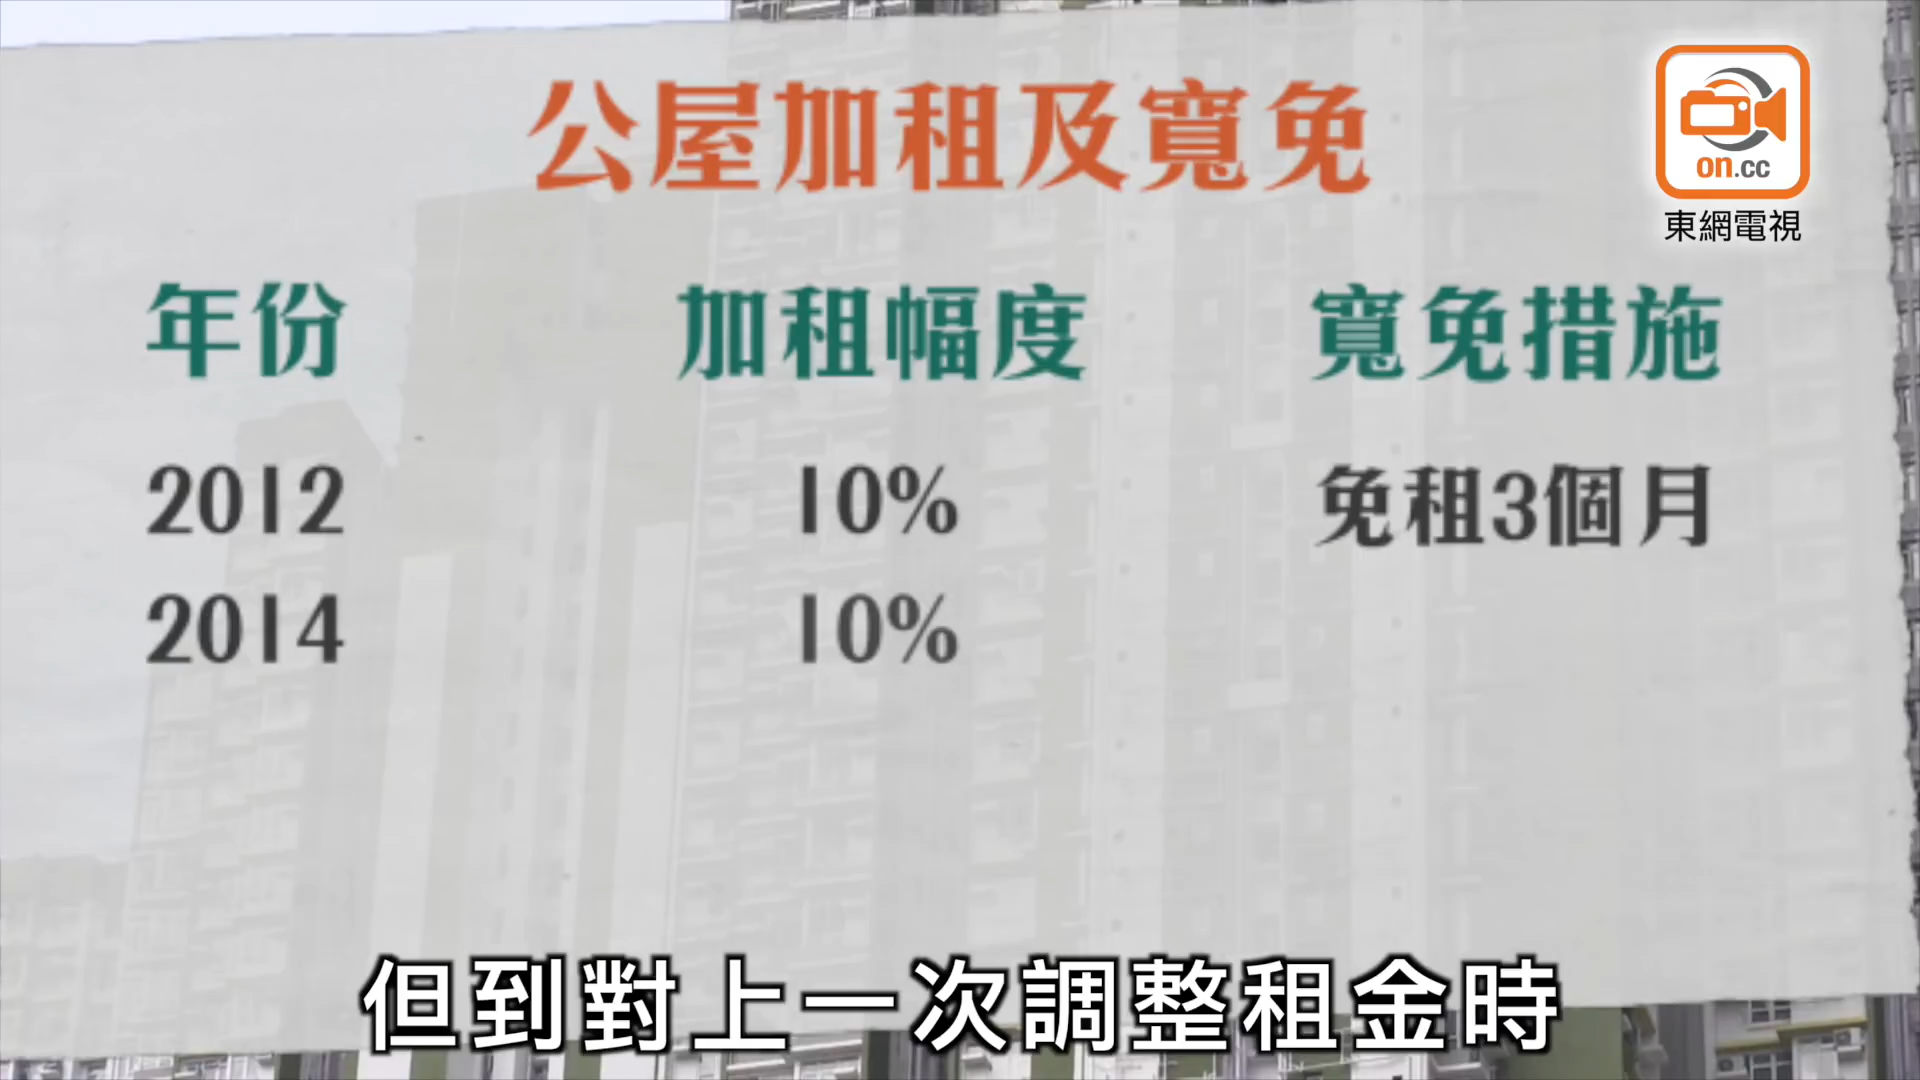 公屋加租及寬免
on.cc
東網電視
年份 加租幅度 寬免措施
2012 10% 免租3個月
2014 10%
但到對上一次調整租金時